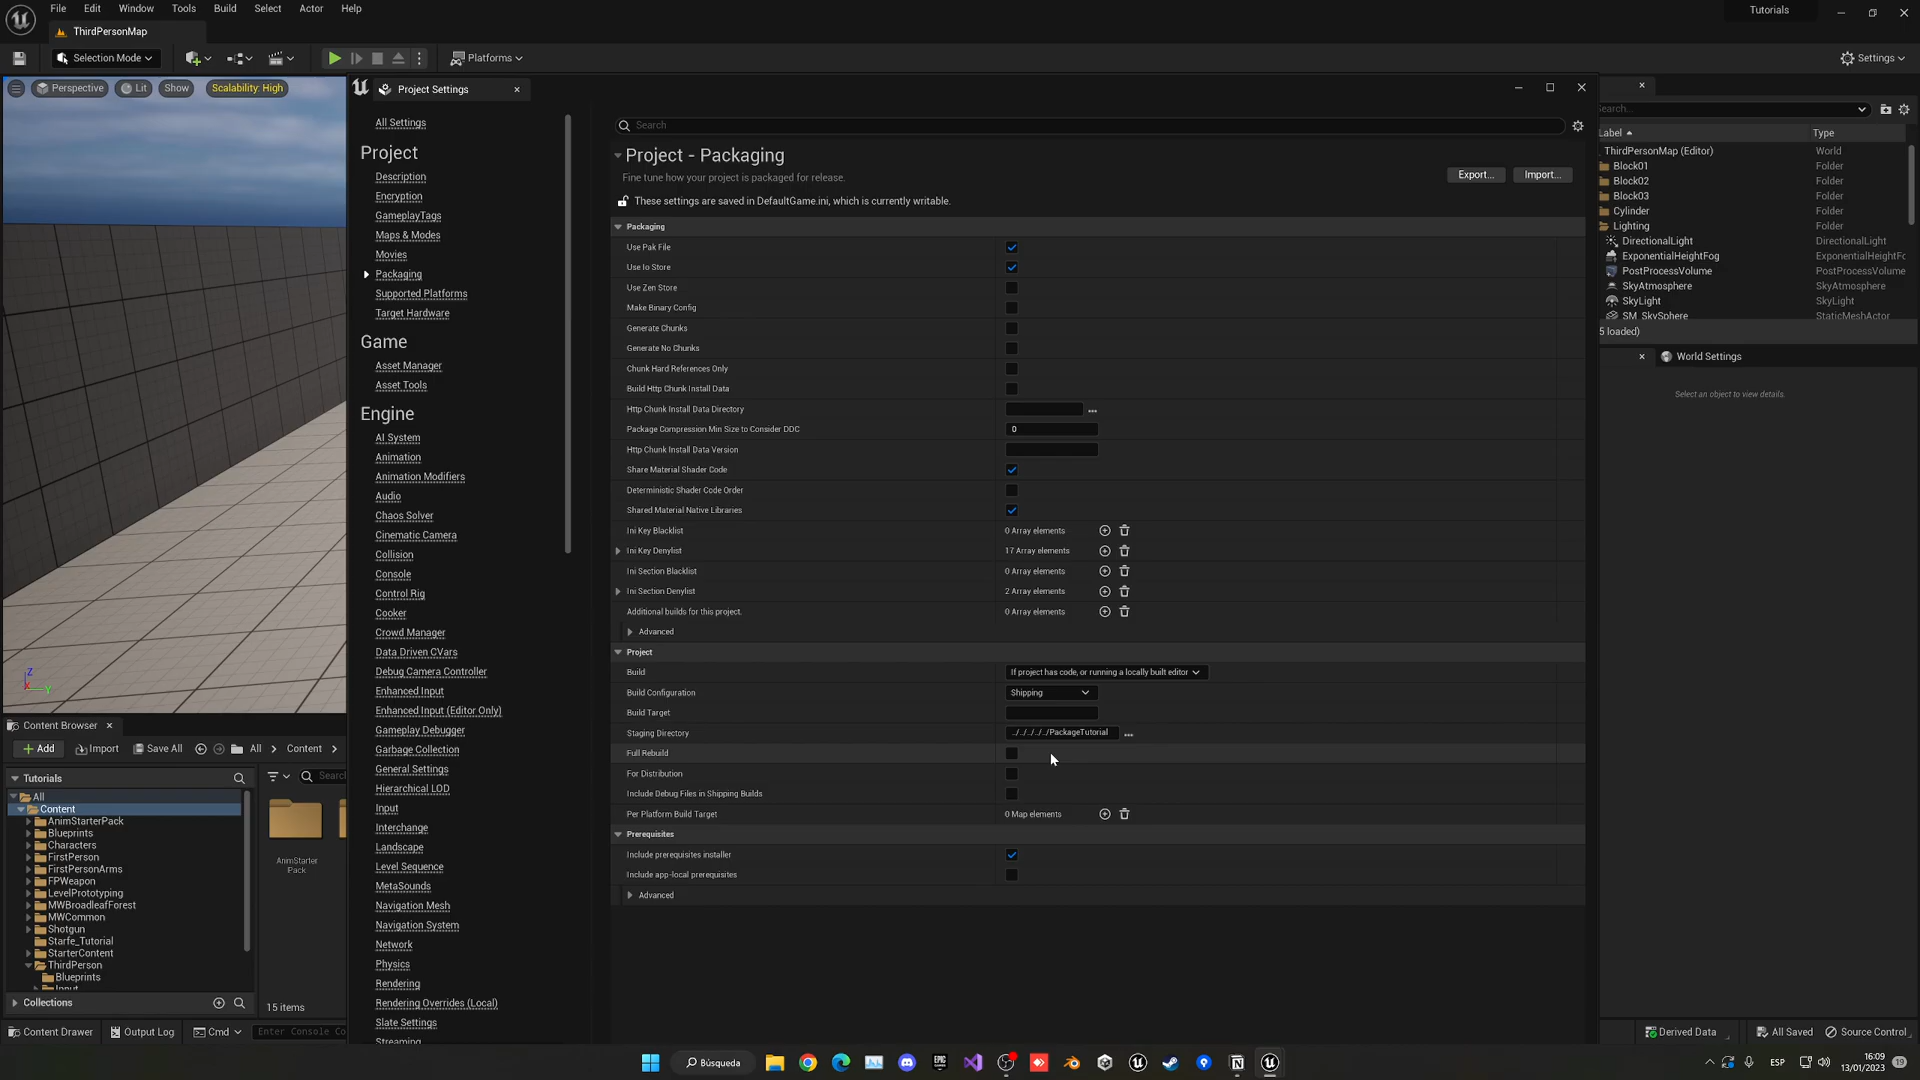 File Edit Window Tools Build Select Actor Help
Tutorials
ThirdPersonMap
Selection Mode
Platforms
Settings
Perspective
Lit
Show
Scalability: High
Project Settings
All Settings
Project
Description
Encryption
GameplayTags
Maps & Modes
Movies
Packaging
Supported Platforms
Target Hardware
Game
Asset Manager
Asset Tools
Engine
AI System
Animation
Animation Modifiers
Audio
Chaos Solver
Cinematic Camera
Collision
Console
Control Rig
Cooker
Crowd Manager
Data Driven CVars
Debug Camera Controller
Enhanced Input
Enhanced Input (Editor Only)
Gameplay Debugger
Garbage Collection
General Settings
Hierarchical LOD
Input
Interchange
Landscape
Level Sequence
MetaSounds
Navigation Mesh
Navigation System
Network
Physics
Rendering
Rendering Overrides (Local)
Slate Settings
Streaming
Search
Project - Packaging
Fine tune how your project is packaged for release.
Export...
Import...
These settings are saved in DefaultGame.ini, which is currently writable.
Packaging
Use Pak File
Use Io Store
Use Zen Store
Make Binary Config
Generate Chunks
Generate No Chunks
Chunk Hard References Only
Build Http Chunk Install Data
Http Chunk Install Data Directory
Package Compression Min Size to Consider DDC 0
Http Chunk Install Data Version
Share Material Shader Code
Deterministic Shader Code Order
Shared Material Native Libraries
Ini Key Blacklist 0 Array elements
Ini Key Denylist 17 Array elements
Ini Section Blacklist 0 Array elements
Ini Section Denylist 2 Array elements
Additional builds for this project. 0 Array elements
Advanced
Project
Build If project has code, or running a locally built editor
Build Configuration Shipping
Build Target
Staging Directory ../../../../../PackageTutorial
Full Rebuild
For Distribution
Include Debug Files in Shipping Builds
Per Platform Build Target 0 Map elements
Prerequisites
Include prerequisites installer
Include app-local prerequisites
Advanced
Search...
Label Type
ThirdPersonMap (Editor) World
Block01 Folder
Block02 Folder
Block03 Folder
Cylinder Folder
Lighting Folder
DirectionalLight DirectionalLight
ExponentialHeightFog ExponentialHeightFo
PostProcessVolume PostProcessVolume
SkyAtmosphere SkyAtmosphere
SkyLight SkyLight
SM_SkySphere StaticMeshActor
5 loaded)
World Settings
Select an object to view details.
Z
X
Y
Content Browser
Add Import Save All All Content
Tutorials
Search
All
Content
AnimStarterPack
Blueprints
Characters
FirstPerson
FirstPersonArms
FPWeapon
LevelPrototyping
MWBroadleafForest
MWCommon
Shotgun
Starfe_Tutorial
StarterContent
ThirdPerson
Blueprints
Input
Collections
AnimStarter
Pack
15 items
Content Drawer Output Log Cmd Enter Console Co
Derived Data All Saved Source Control
Búsqueda
ESP
16:09
13/01/2023
19